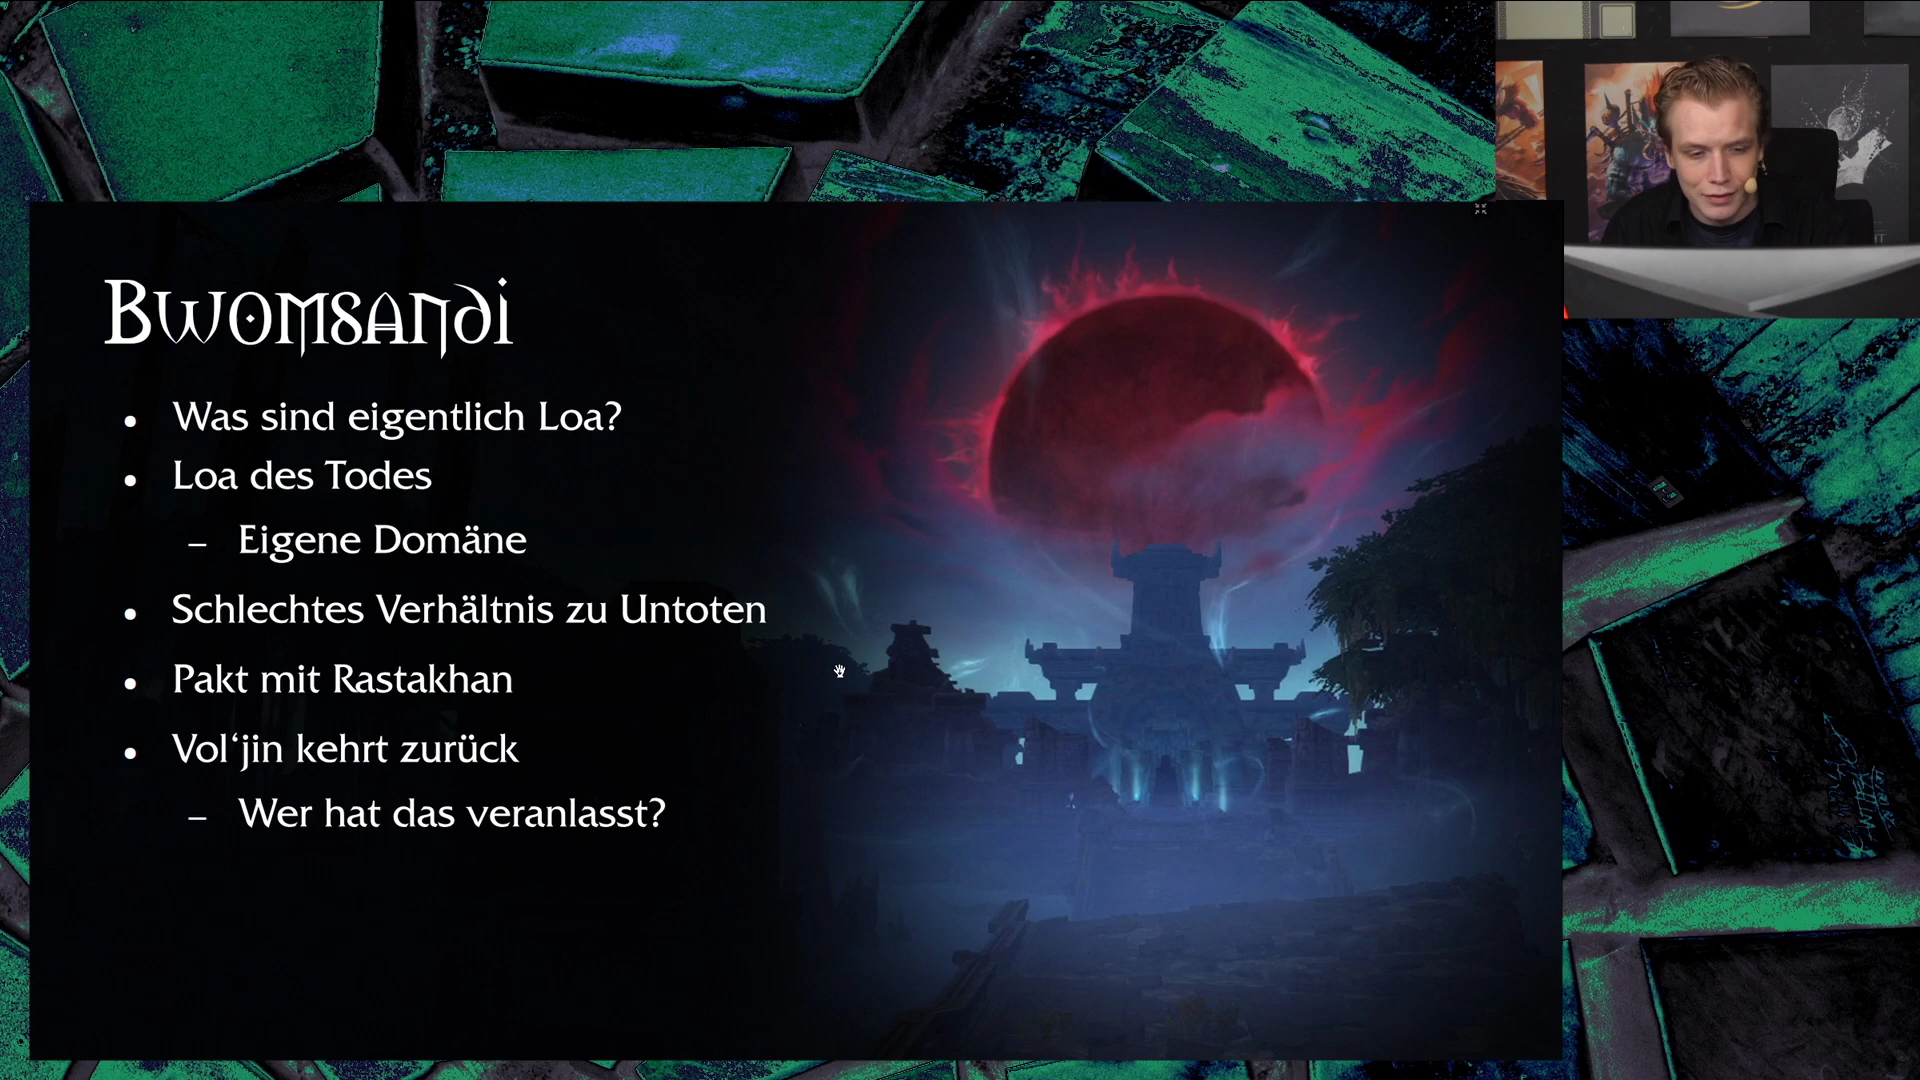 Bwomsandi
• Was sind eigentlich Loa?
• Loa des Todes
– Eigene Domäne
• Schlechtes Verhältnis zu Untoten
• Pakt mit Rastakhan
• Vol‘jin kehrt zurück
– Wer hat das veranlasst?